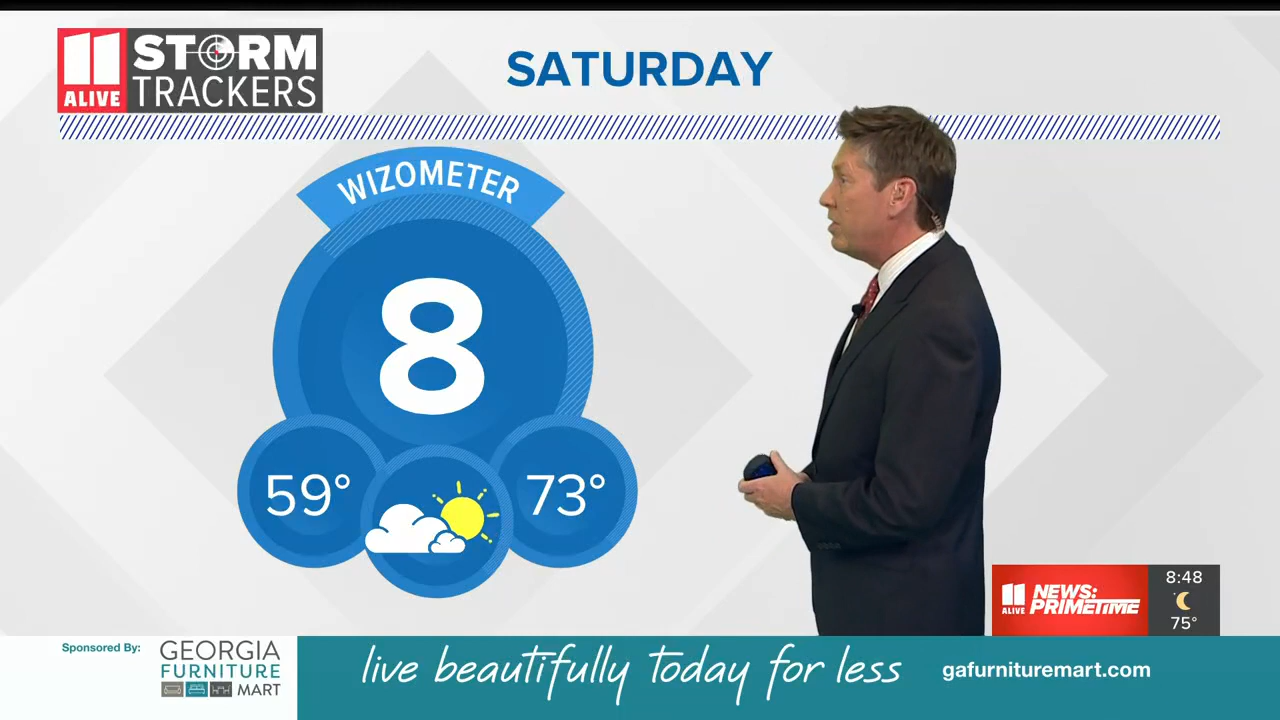 11
ALIVE
STORM
TRACKERS
SATURDAY
WIZOMETER
8
59°
73°
11
ALIVE
NEWS:
PRIMETIME
8:48
75°
Sponsored By:
GEORGIA
FURNITURE
MART
live beautifully today for less
gafurnituremart.com